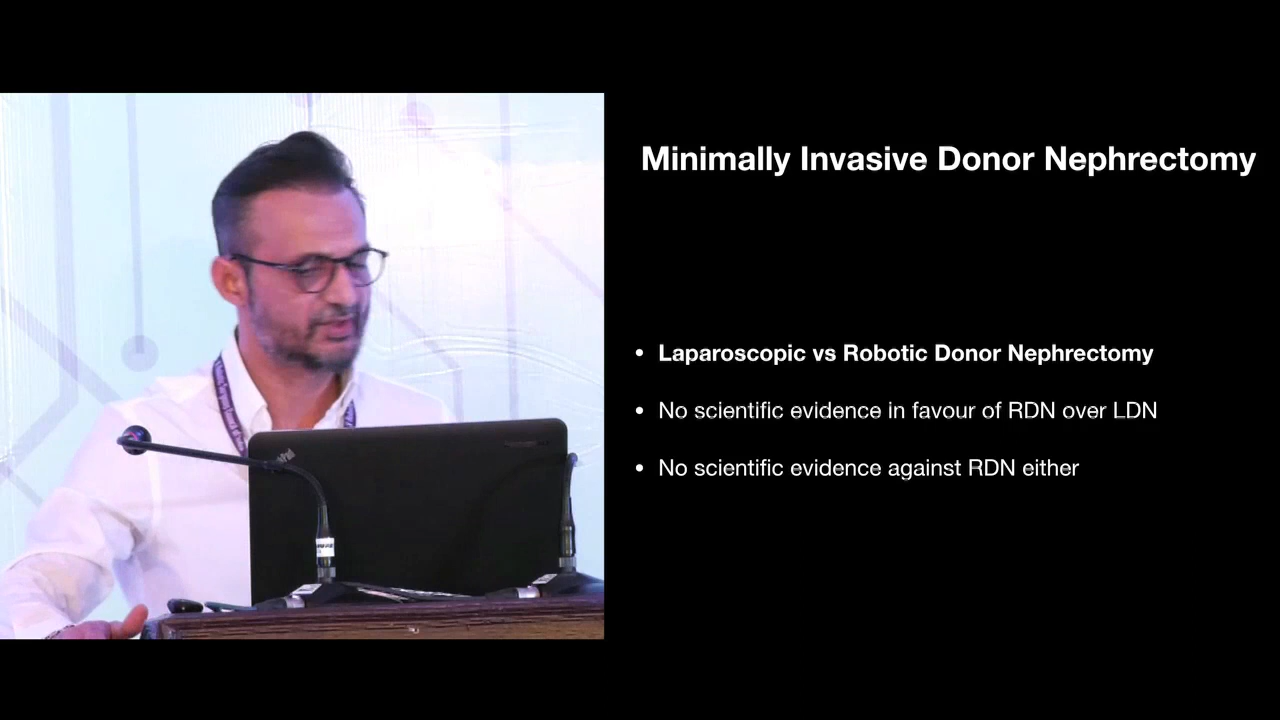 Minimally Invasive Donor Nephrectomy
• Laparoscopic vs Robotic Donor Nephrectomy
• No scientific evidence in favour of RDN over LDN
• No scientific evidence against RDN either